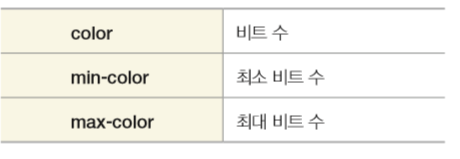 color 비트 수
min-color 최소 비트 수
max-color 최대 비트 수